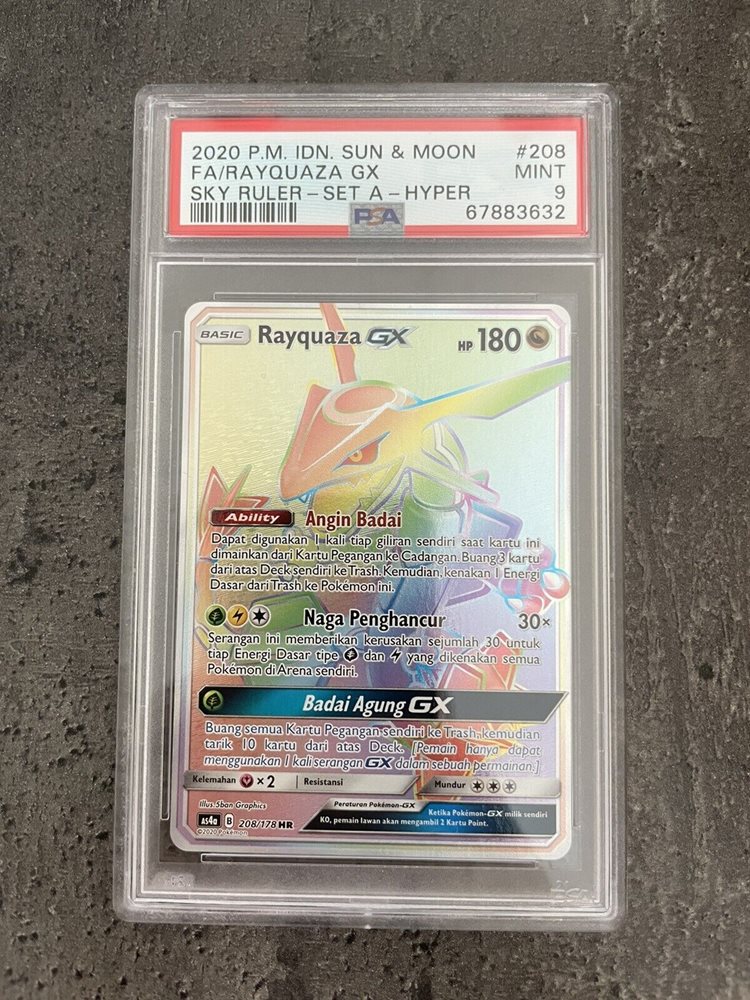 2020 P.M. IDN. SUN & MOON #208
FA/RAYQUAZA GX MINT
SKY RULER-SET A-HYPER 9
PSA 67883632
BASIC Rayquaza GX HP 180
Ability Angin Badai
Dapat digunakan 1 kali tiap giliran sendiri saat kartu ini
dimainkan dari Kartu Pegangan ke Cadangan. Buang 3 kartu
dari atas Deck sendiri ke Trash. Kemudian, kenakan 1 Energi
Dasar dari Trash ke Pokémon ini.
Naga Penghancur 30×
Serangan ini memberikan kerusakan sejumlah 30 untuk
tiap Energi Dasar tipe dan yang dikenakan semua
Pokémon di Arena sendiri.
Badai Agung GX
Buang semua Kartu Pegangan sendiri ke Trash, kemudian
tarik 10 kartu dari atas Deck. [Pemain hanya dapat
menggunakan 1 kali serangan GX dalam sebuah permainan.]
Kelemahan ×2 Resistansi Mundur
Illus. 5ban Graphics
Peraturan Pokémon-GX
Ketika Pokémon-GX milik sendiri
KO, pemain lawan akan mengambil 2 Kartu Point.
AS4a B 208/178 HR
©2020 Pokémon